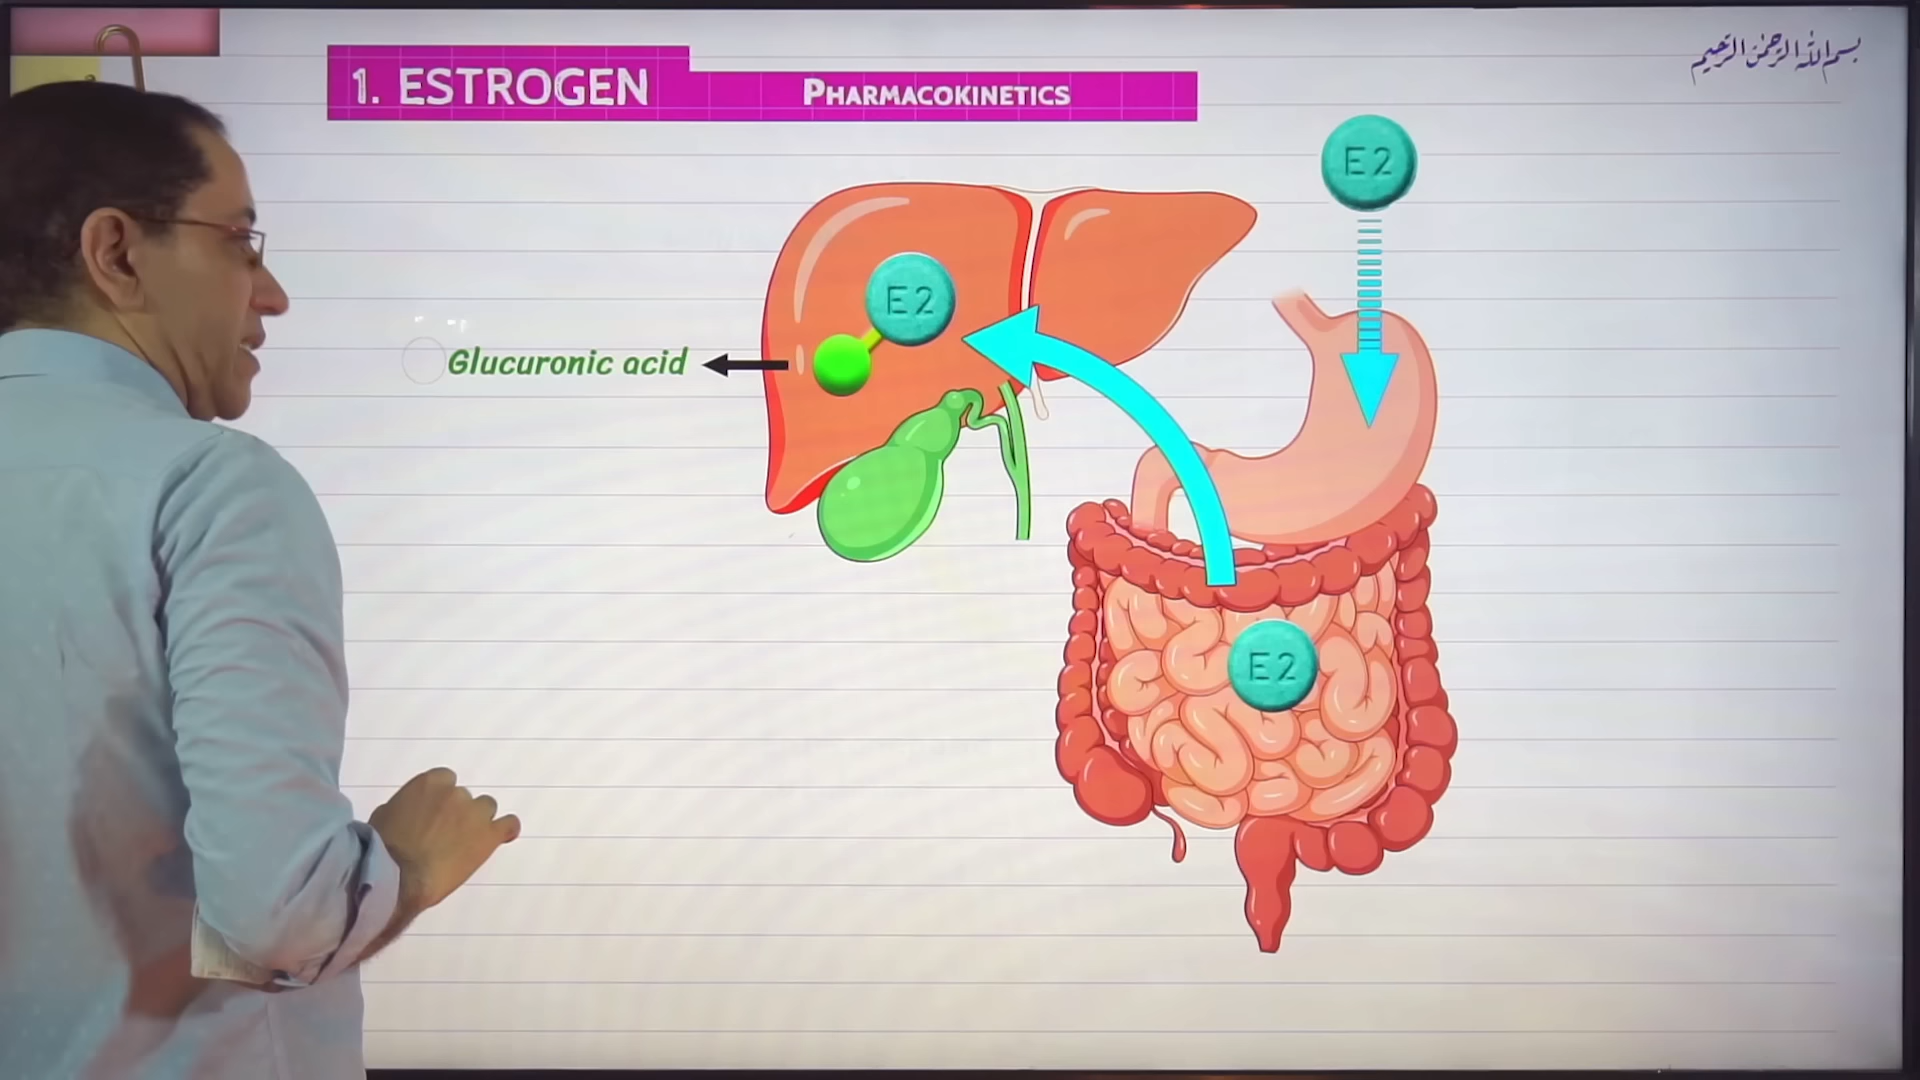 بسم الله الرحمن الرحيم
1. ESTROGEN
PHARMACOKINETICS
E2
E2
Glucuronic acid
E2